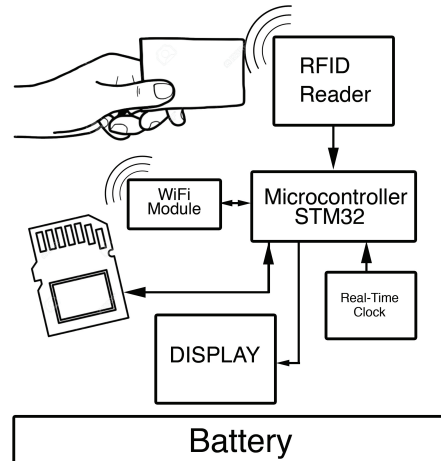 RFID
Reader
WiFi
Module
Microcontroller
STM32
Real-Time
Clock
DISPLAY
Battery